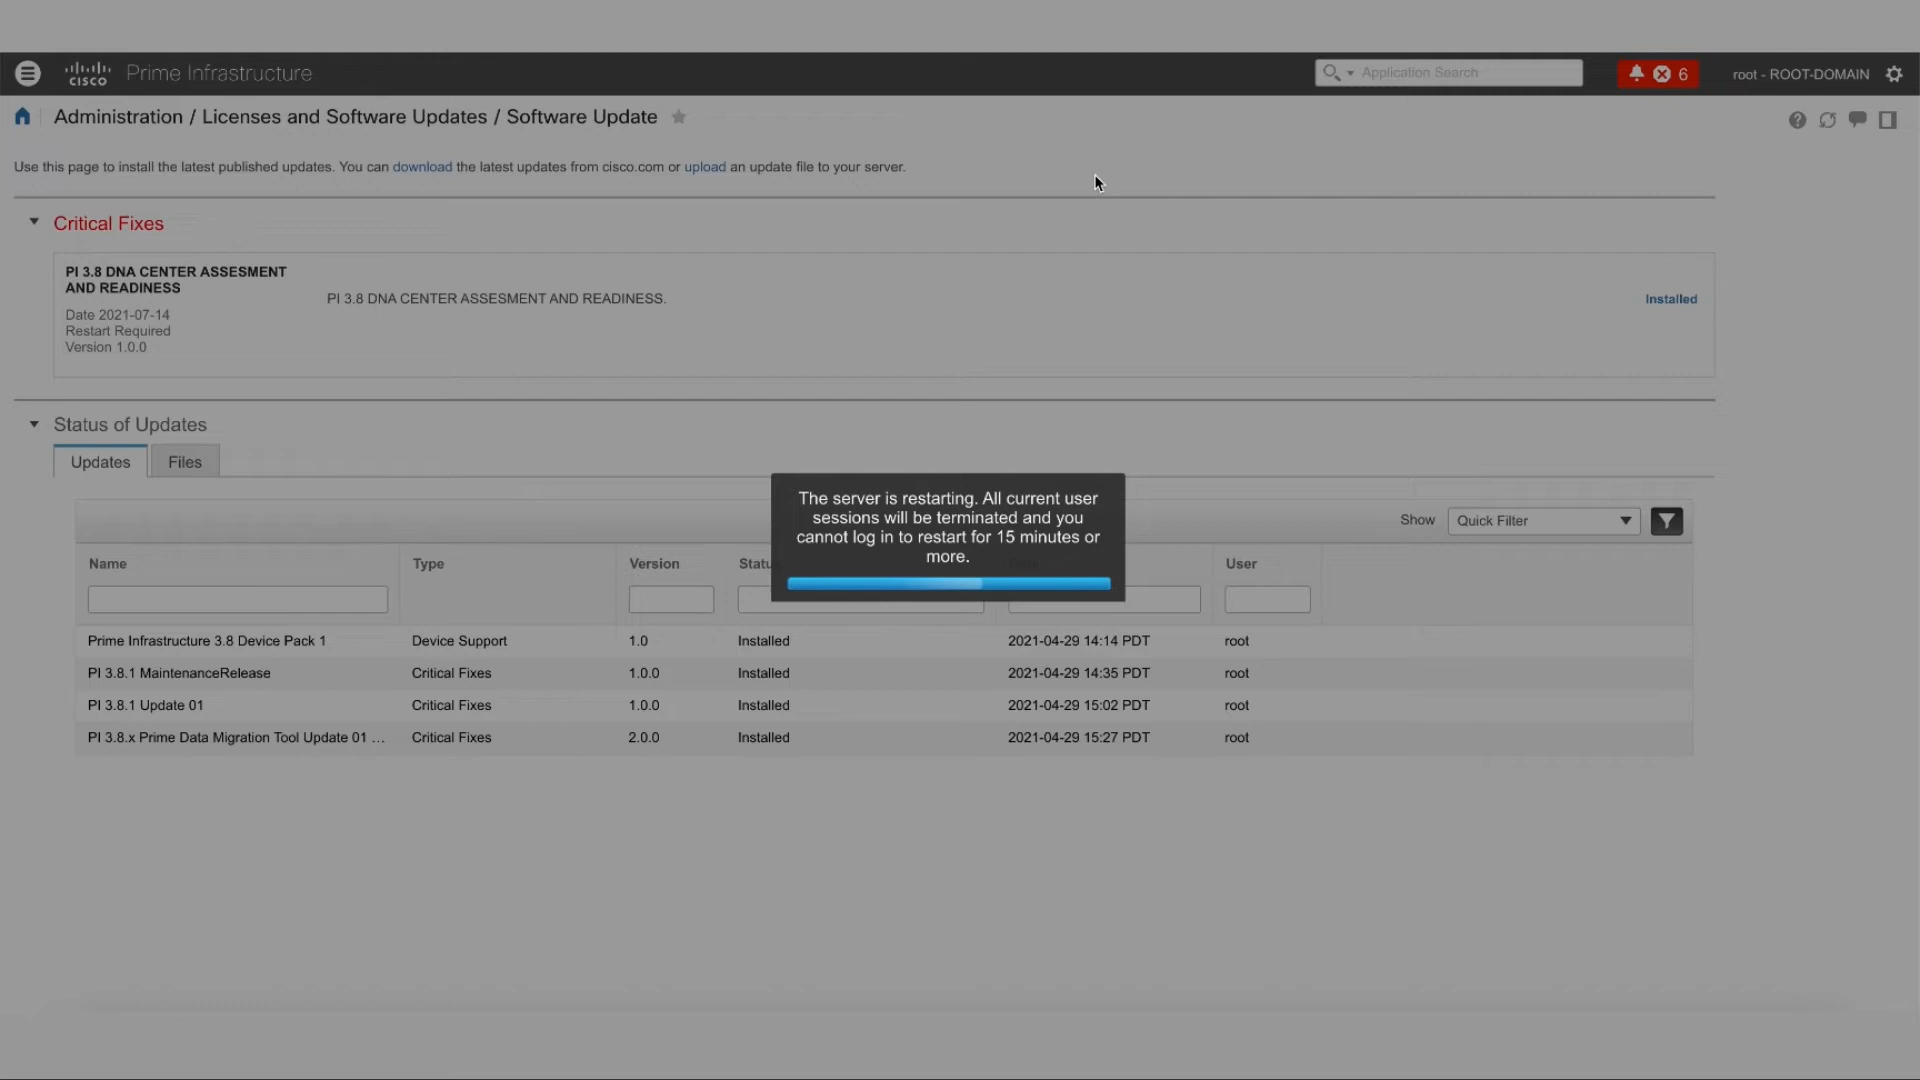 CISCO Prime Infrastructure
Application Search
6
root - ROOT-DOMAIN
Administration / Licenses and Software Updates / Software Update
Use this page to install the latest published updates. You can download the latest updates from cisco.com or upload an update file to your server.
Critical Fixes
PI 3.8 DNA CENTER ASSESMENT
AND READINESS
Date 2021-07-14
Restart Required
Version 1.0.0
PI 3.8 DNA CENTER ASSESMENT AND READINESS.
Installed
Status of Updates
Updates Files
The server is restarting. All current user
sessions will be terminated and you
cannot log in to restart for 15 minutes or
more.
Show Quick Filter
Name Type Version User
Prime Infrastructure 3.8 Device Pack 1 Device Support 1.0 Installed 2021-04-29 14:14 PDT root
PI 3.8.1 MaintenanceRelease Critical Fixes 1.0.0 Installed 2021-04-29 14:35 PDT root
PI 3.8.1 Update 01 Critical Fixes 1.0.0 Installed 2021-04-29 15:02 PDT root
PI 3.8.x Prime Data Migration Tool Update 01 ... Critical Fixes 2.0.0 Installed 2021-04-29 15:27 PDT root